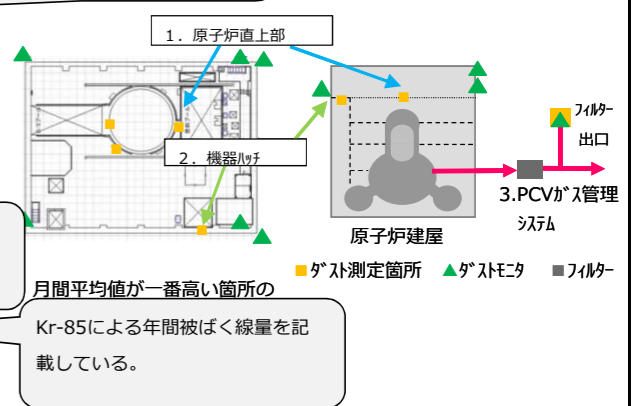 1. 原子炉直上部
2. 機器ハッチ
フィルター
出口
3.PCVガス管理
システム
原子炉建屋
ダスト測定箇所 ダストモニタ フィルター
月間平均値が一番高い箇所の
Kr-85による年間被ばく線量を記
載している。